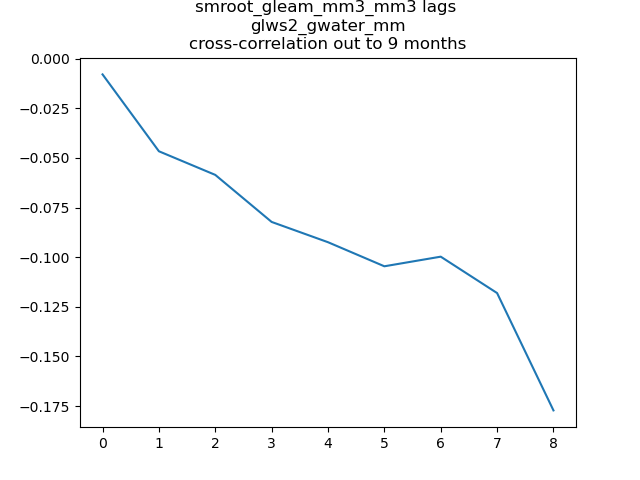 smroot_gleam_mm3_mm3 lags
glws2_gwater_mm
cross-correlation out to 9 months
0.000
−0.025
−0.050
−0.075
−0.100
−0.125
−0.150
−0.175
0 1 2 3 4 5 6 7 8